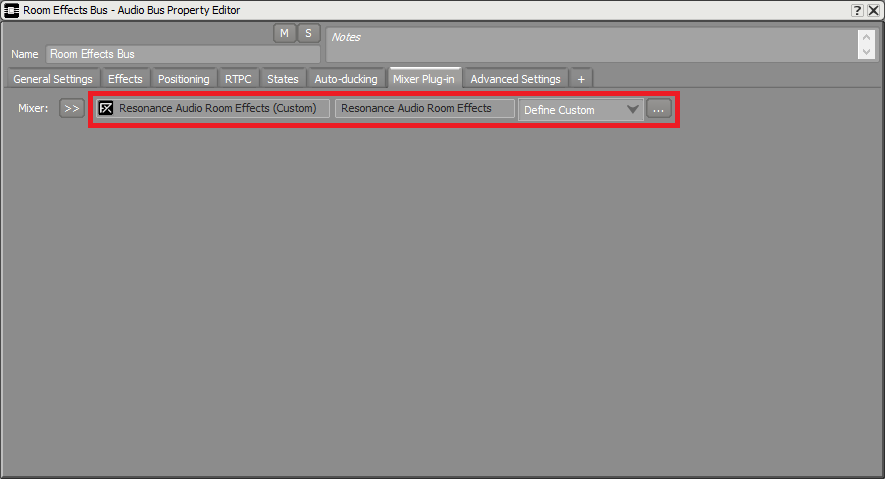 Room Effects Bus - Audio Bus Property Editor
?
M S
Notes
Name Room Effects Bus
General Settings Effects Positioning RTPC States Auto-ducking Mixer Plug-in Advanced Settings +
Mixer: >> Resonance Audio Room Effects (Custom) Resonance Audio Room Effects Define Custom ...